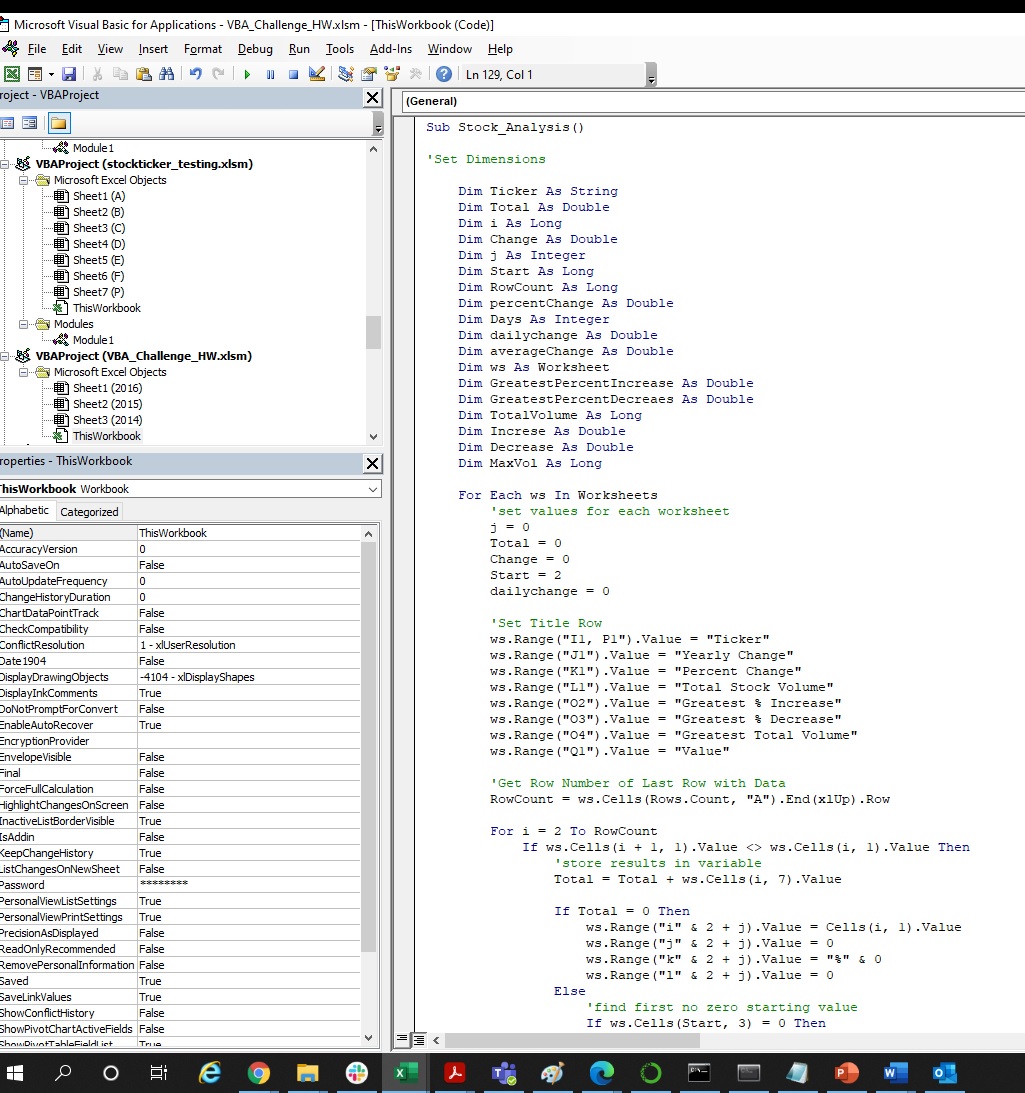 Microsoft Visual Basic for Applications - VBA_Challenge_HW.xlsm - [ThisWorkbook (Code)]
File Edit View Insert Format Debug Run Tools Add-Ins Window Help
Ln 129, Col 1
roject - VBAProject
Module1
VBAProject (stockticker_testing.xlsm)
Microsoft Excel Objects
Sheet1 (A)
Sheet2 (B)
Sheet3 (C)
Sheet4 (D)
Sheet5 (E)
Sheet6 (F)
Sheet7 (P)
ThisWorkbook
Modules
Module1
VBAProject (VBA_Challenge_HW.xlsm)
Microsoft Excel Objects
Sheet1 (2016)
Sheet2 (2015)
Sheet3 (2014)
ThisWorkbook
roperties - ThisWorkbook
ThisWorkbook Workbook
Alphabetic Categorized
(Name) ThisWorkbook
AccuracyVersion 0
AutoSaveOn False
AutoUpdateFrequency 0
ChangeHistoryDuration 0
ChartDataPointTrack False
CheckCompatibility False
ConflictResolution 1 - xlUserResolution
Date1904 False
DisplayDrawingObjects -4104 - xlDisplayShapes
DisplayInkComments True
DoNotPromptForConvert False
EnableAutoRecover True
EncryptionProvider
EnvelopeVisible False
Final False
ForceFullCalculation False
HighlightChangesOnScreen False
InactiveListBorderVisible True
IsAddin False
KeepChangeHistory True
ListChangesOnNewSheet False
Password ********
PersonalViewListSettings True
PersonalViewPrintSettings True
PrecisionAsDisplayed False
ReadOnlyRecommended False
RemovePersonalInformation False
Saved True
SaveLinkValues True
ShowConflictHistory False
ShowPivotChartActiveFields False
ShowPivotTableFieldList True
(General)
Sub Stock_Analysis()
'Set Dimensions
Dim Ticker As String
Dim Total As Double
Dim i As Long
Dim Change As Double
Dim j As Integer
Dim Start As Long
Dim RowCount As Long
Dim percentChange As Double
Dim Days As Integer
Dim dailychange As Double
Dim averageChange As Double
Dim ws As Worksheet
Dim GreatestPercentIncrease As Double
Dim GreatestPercentDecreaes As Double
Dim TotalVolume As Long
Dim Increse As Double
Dim Decrease As Double
Dim MaxVol As Long
For Each ws In Worksheets
'set values for each worksheet
j = 0
Total = 0
Change = 0
Start = 2
dailychange = 0
'Set Title Row
ws.Range("I1, P1").Value = "Ticker"
ws.Range("J1").Value = "Yearly Change"
ws.Range("K1").Value = "Percent Change"
ws.Range("L1").Value = "Total Stock Volume"
ws.Range("O2").Value = "Greatest % Increase"
ws.Range("O3").Value = "Greatest % Decrease"
ws.Range("O4").Value = "Greatest Total Volume"
ws.Range("Q1").Value = "Value"
'Get Row Number of Last Row with Data
RowCount = ws.Cells(Rows.Count, "A").End(xlUp).Row
For i = 2 To RowCount
If ws.Cells(i + 1, 1).Value <> ws.Cells(i, 1).Value Then
'store results in variable
Total = Total + ws.Cells(i, 7).Value
If Total = 0 Then
ws.Range("i" & 2 + j).Value = Cells(i, 1).Value
ws.Range("j" & 2 + j).Value = 0
ws.Range("k" & 2 + j).Value = "%" & 0
ws.Range("l" & 2 + j).Value = 0
Else
'find first no zero starting value
If ws.Cells(Start, 3) = 0 Then